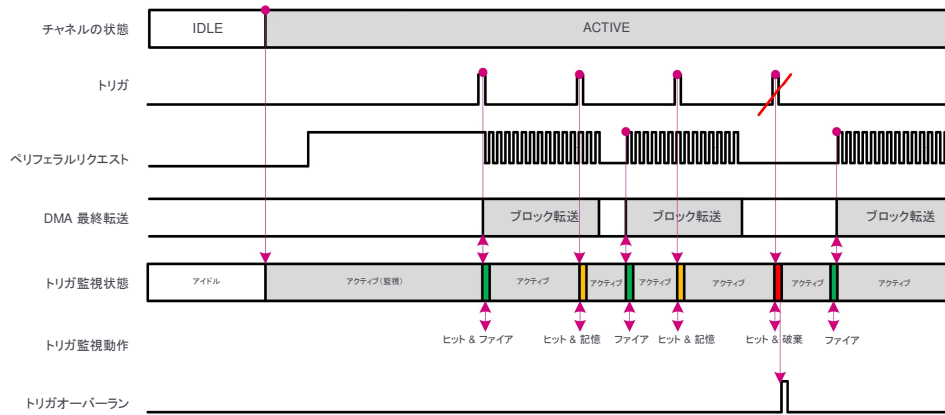 チャネルの状態
IDLE
ACTIVE
トリガ
ペリフェラルリクエスト
DMA 最終転送
ブロック転送
ブロック転送
ブロック転送
トリガ監視状態
アイドル
アクティブ(監視)
アクティブ
アクティブ
アクティブ
アクティブ
アクティブ
アクティブ
トリガ監視動作
ヒット & ファイア
ヒット & 記憶
ファイア
ヒット & 記憶
ヒット & 破棄
ファイア
トリガオーバーラン